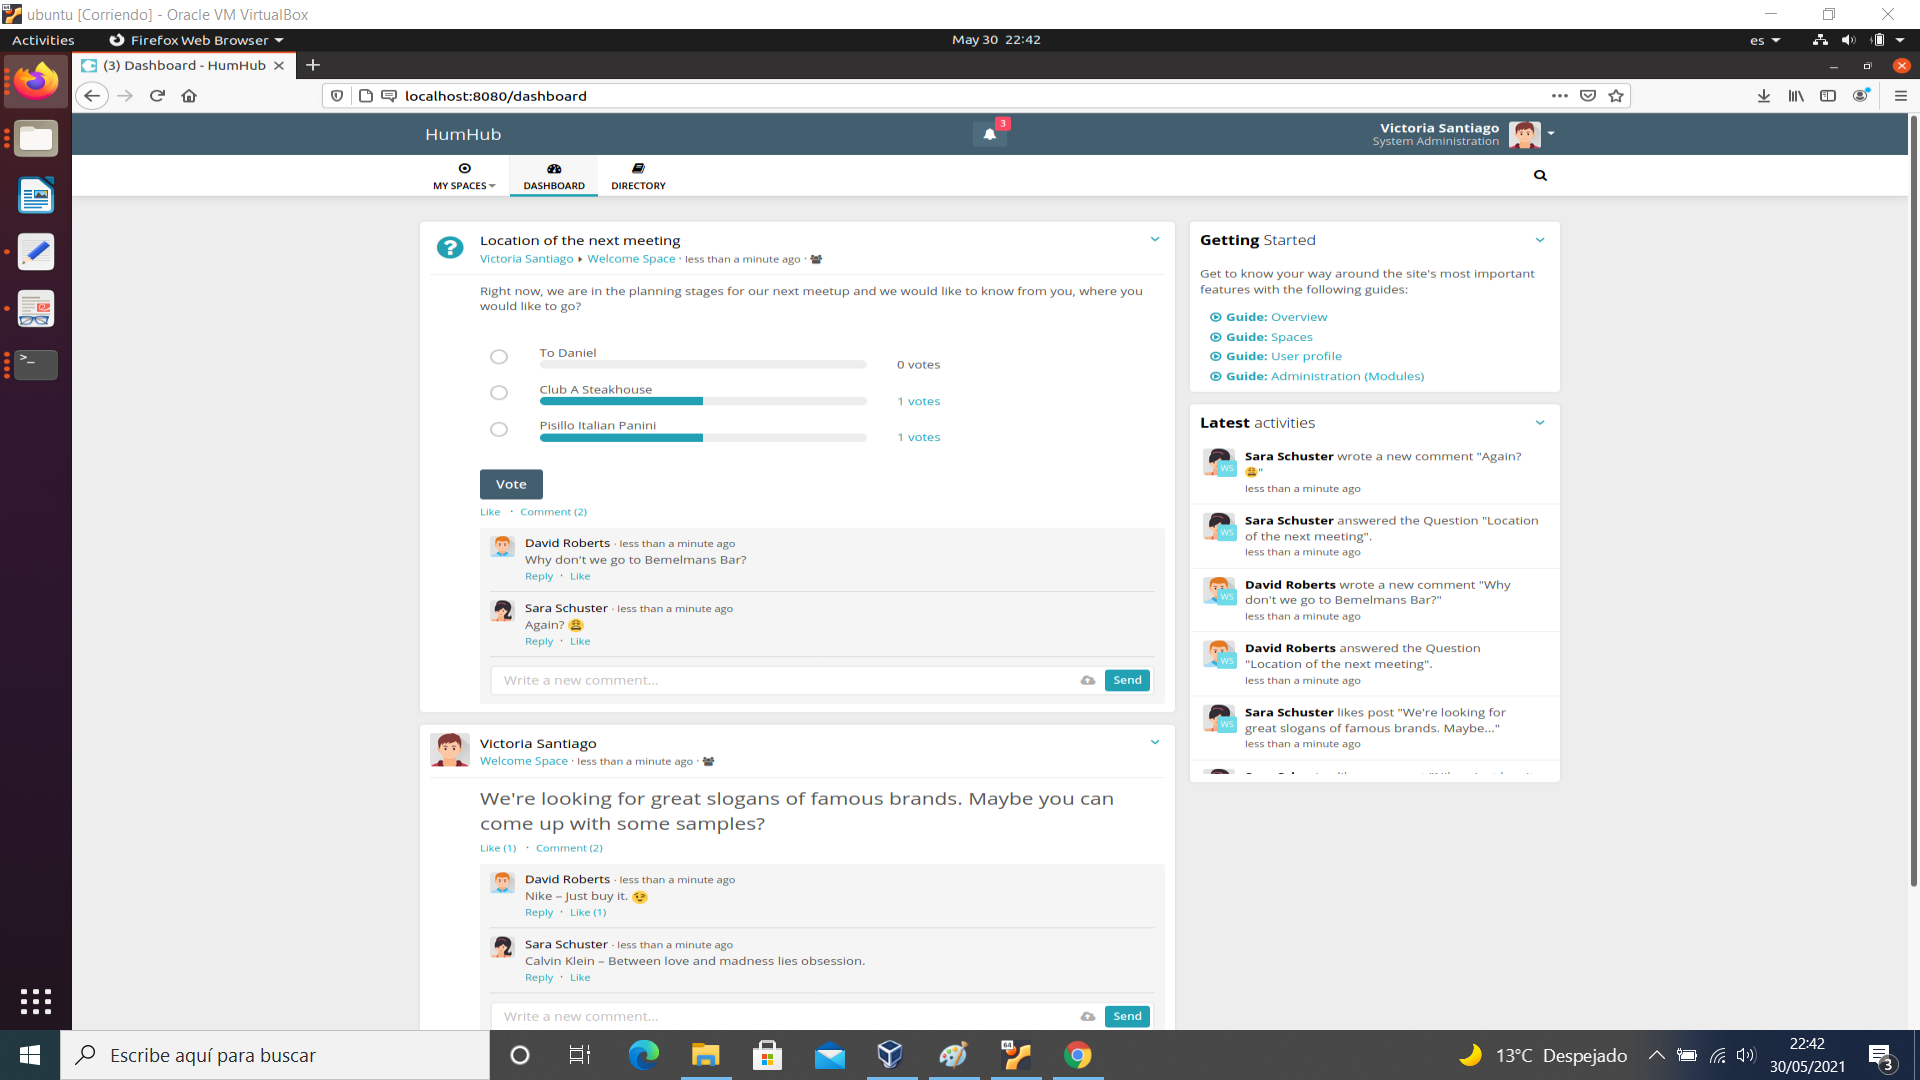 ubuntu [Corriendo] - Oracle VM VirtualBox
Activities
Firefox Web Browser
May 30 22:42
es
(3) Dashboard - HumHub
localhost:8080/dashboard
HumHub
3
Victoria Santiago
System Administration
MY SPACES
DASHBOARD
DIRECTORY
Location of the next meeting
Victoria Santiago ▸ Welcome Space · less than a minute ago ·
Right now, we are in the planning stages for our next meetup and we would like to know from you, where you
would like to go?
To Daniel
0 votes
Club A Steakhouse
1 votes
Pisillo Italian Panini
1 votes
Vote
Like · Comment (2)
David Roberts · less than a minute ago
Why don't we go to Bemelmans Bar?
Reply · Like
Sara Schuster · less than a minute ago
Again? 😩
Reply · Like
Write a new comment...
Send
Victoria Santiago
Welcome Space · less than a minute ago ·
We're looking for great slogans of famous brands. Maybe you can
come up with some samples?
Like (1) · Comment (2)
David Roberts · less than a minute ago
Nike – Just buy it. 😉
Reply · Like (1)
Sara Schuster · less than a minute ago
Calvin Klein – Between love and madness lies obsession.
Reply · Like
Write a new comment...
Send
Getting Started
Get to know your way around the site's most important
features with the following guides:
Guide: Overview
Guide: Spaces
Guide: User profile
Guide: Administration (Modules)
Latest activities
Sara Schuster wrote a new comment "Again?
😩"
less than a minute ago
WS
Sara Schuster answered the Question "Location
of the next meeting".
less than a minute ago
WS
David Roberts wrote a new comment "Why
don't we go to Bemelmans Bar?"
less than a minute ago
WS
David Roberts answered the Question
"Location of the next meeting".
less than a minute ago
WS
Sara Schuster likes post "We're looking for
great slogans of famous brands. Maybe..."
less than a minute ago
WS
Escribe aquí para buscar
64
13°C Despejado
22:42
30/05/2021
3